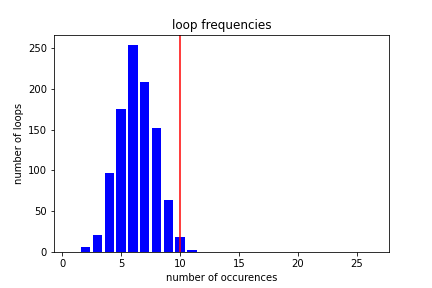 loop frequencies
250
200
150
100
50
0
number of loops
0 5 10 15 20 25
number of occurences